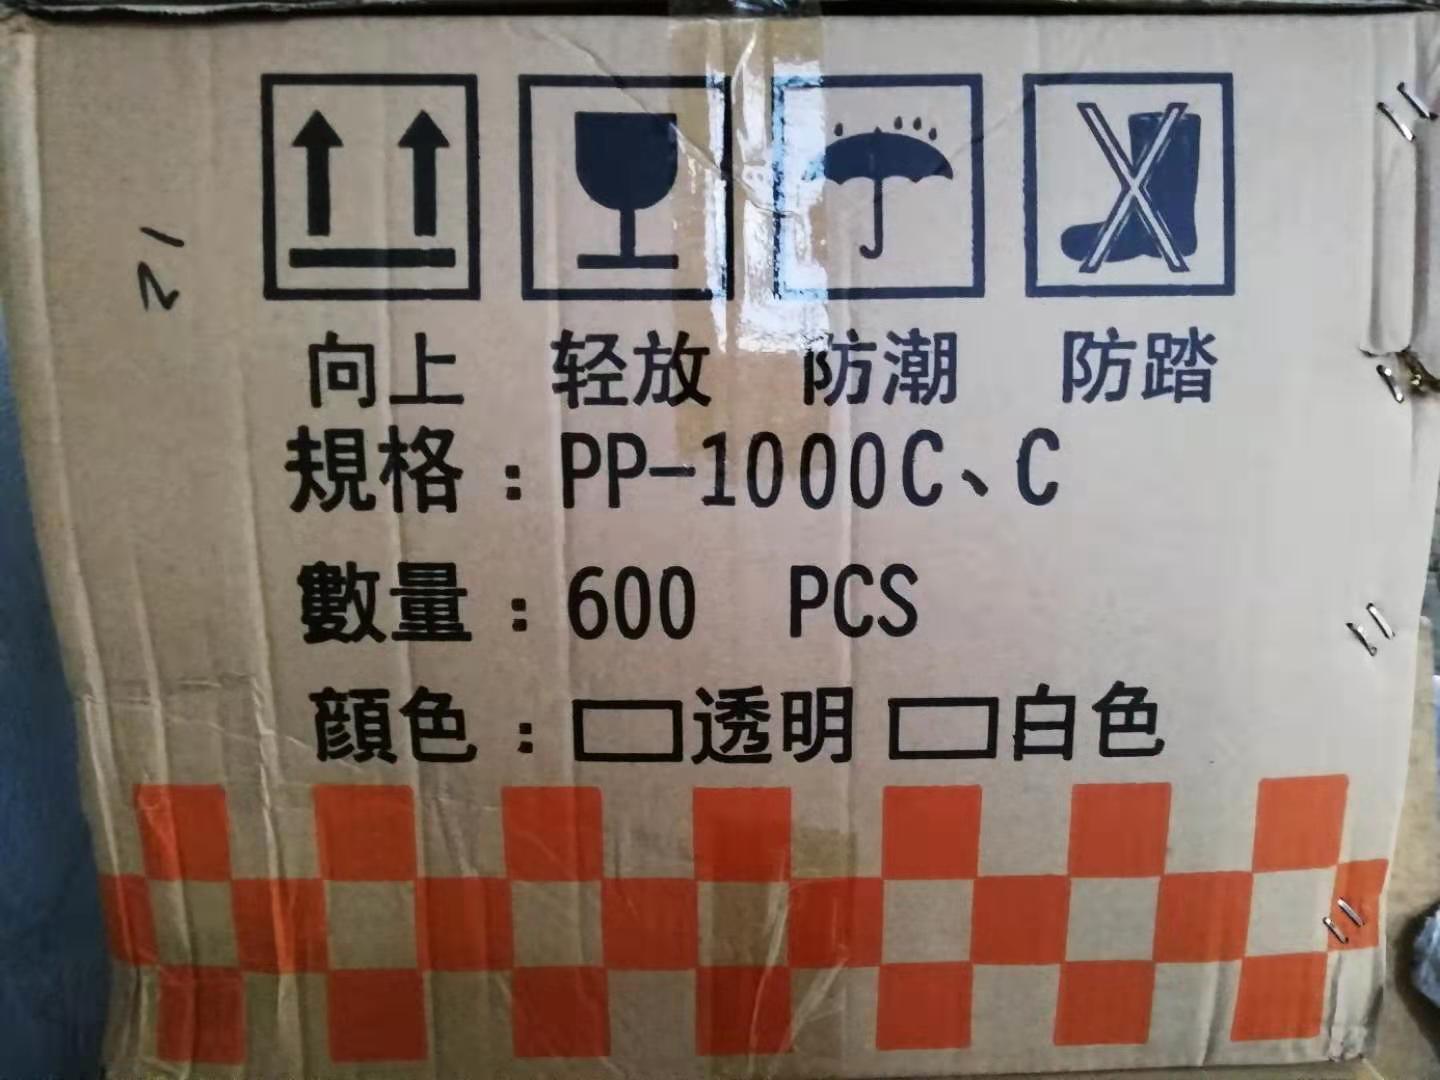 向上 轻放 防潮 防踏
規格：PP-1000C、C
數量：600 PCS
顔色：□透明 □白色